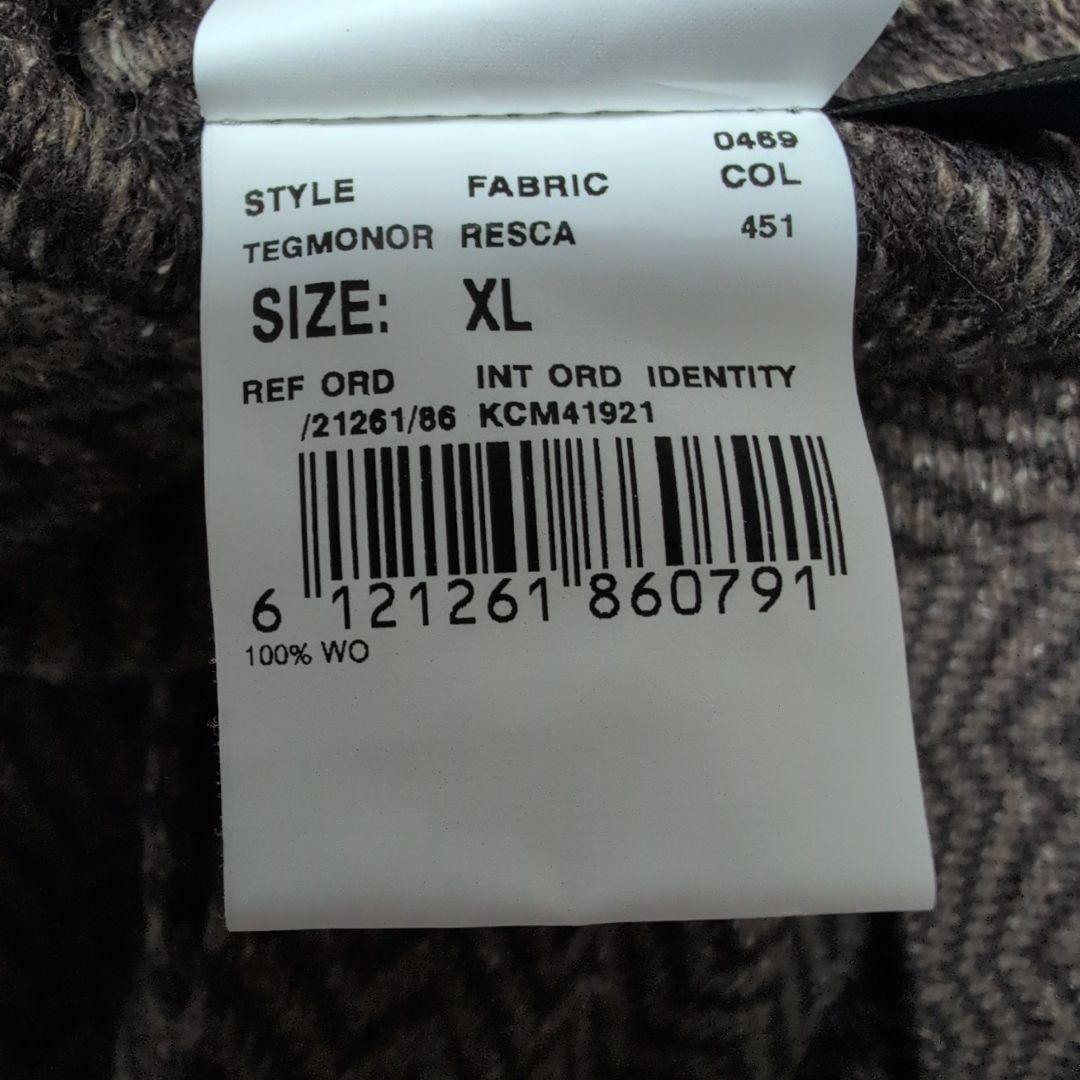 0469
STYLE FABRIC COL
TEGMONOR RESCA 451
SIZE: XL
REF ORD INT ORD IDENTITY
/21261/86 KCM41921
6 121261 860791
100% WO